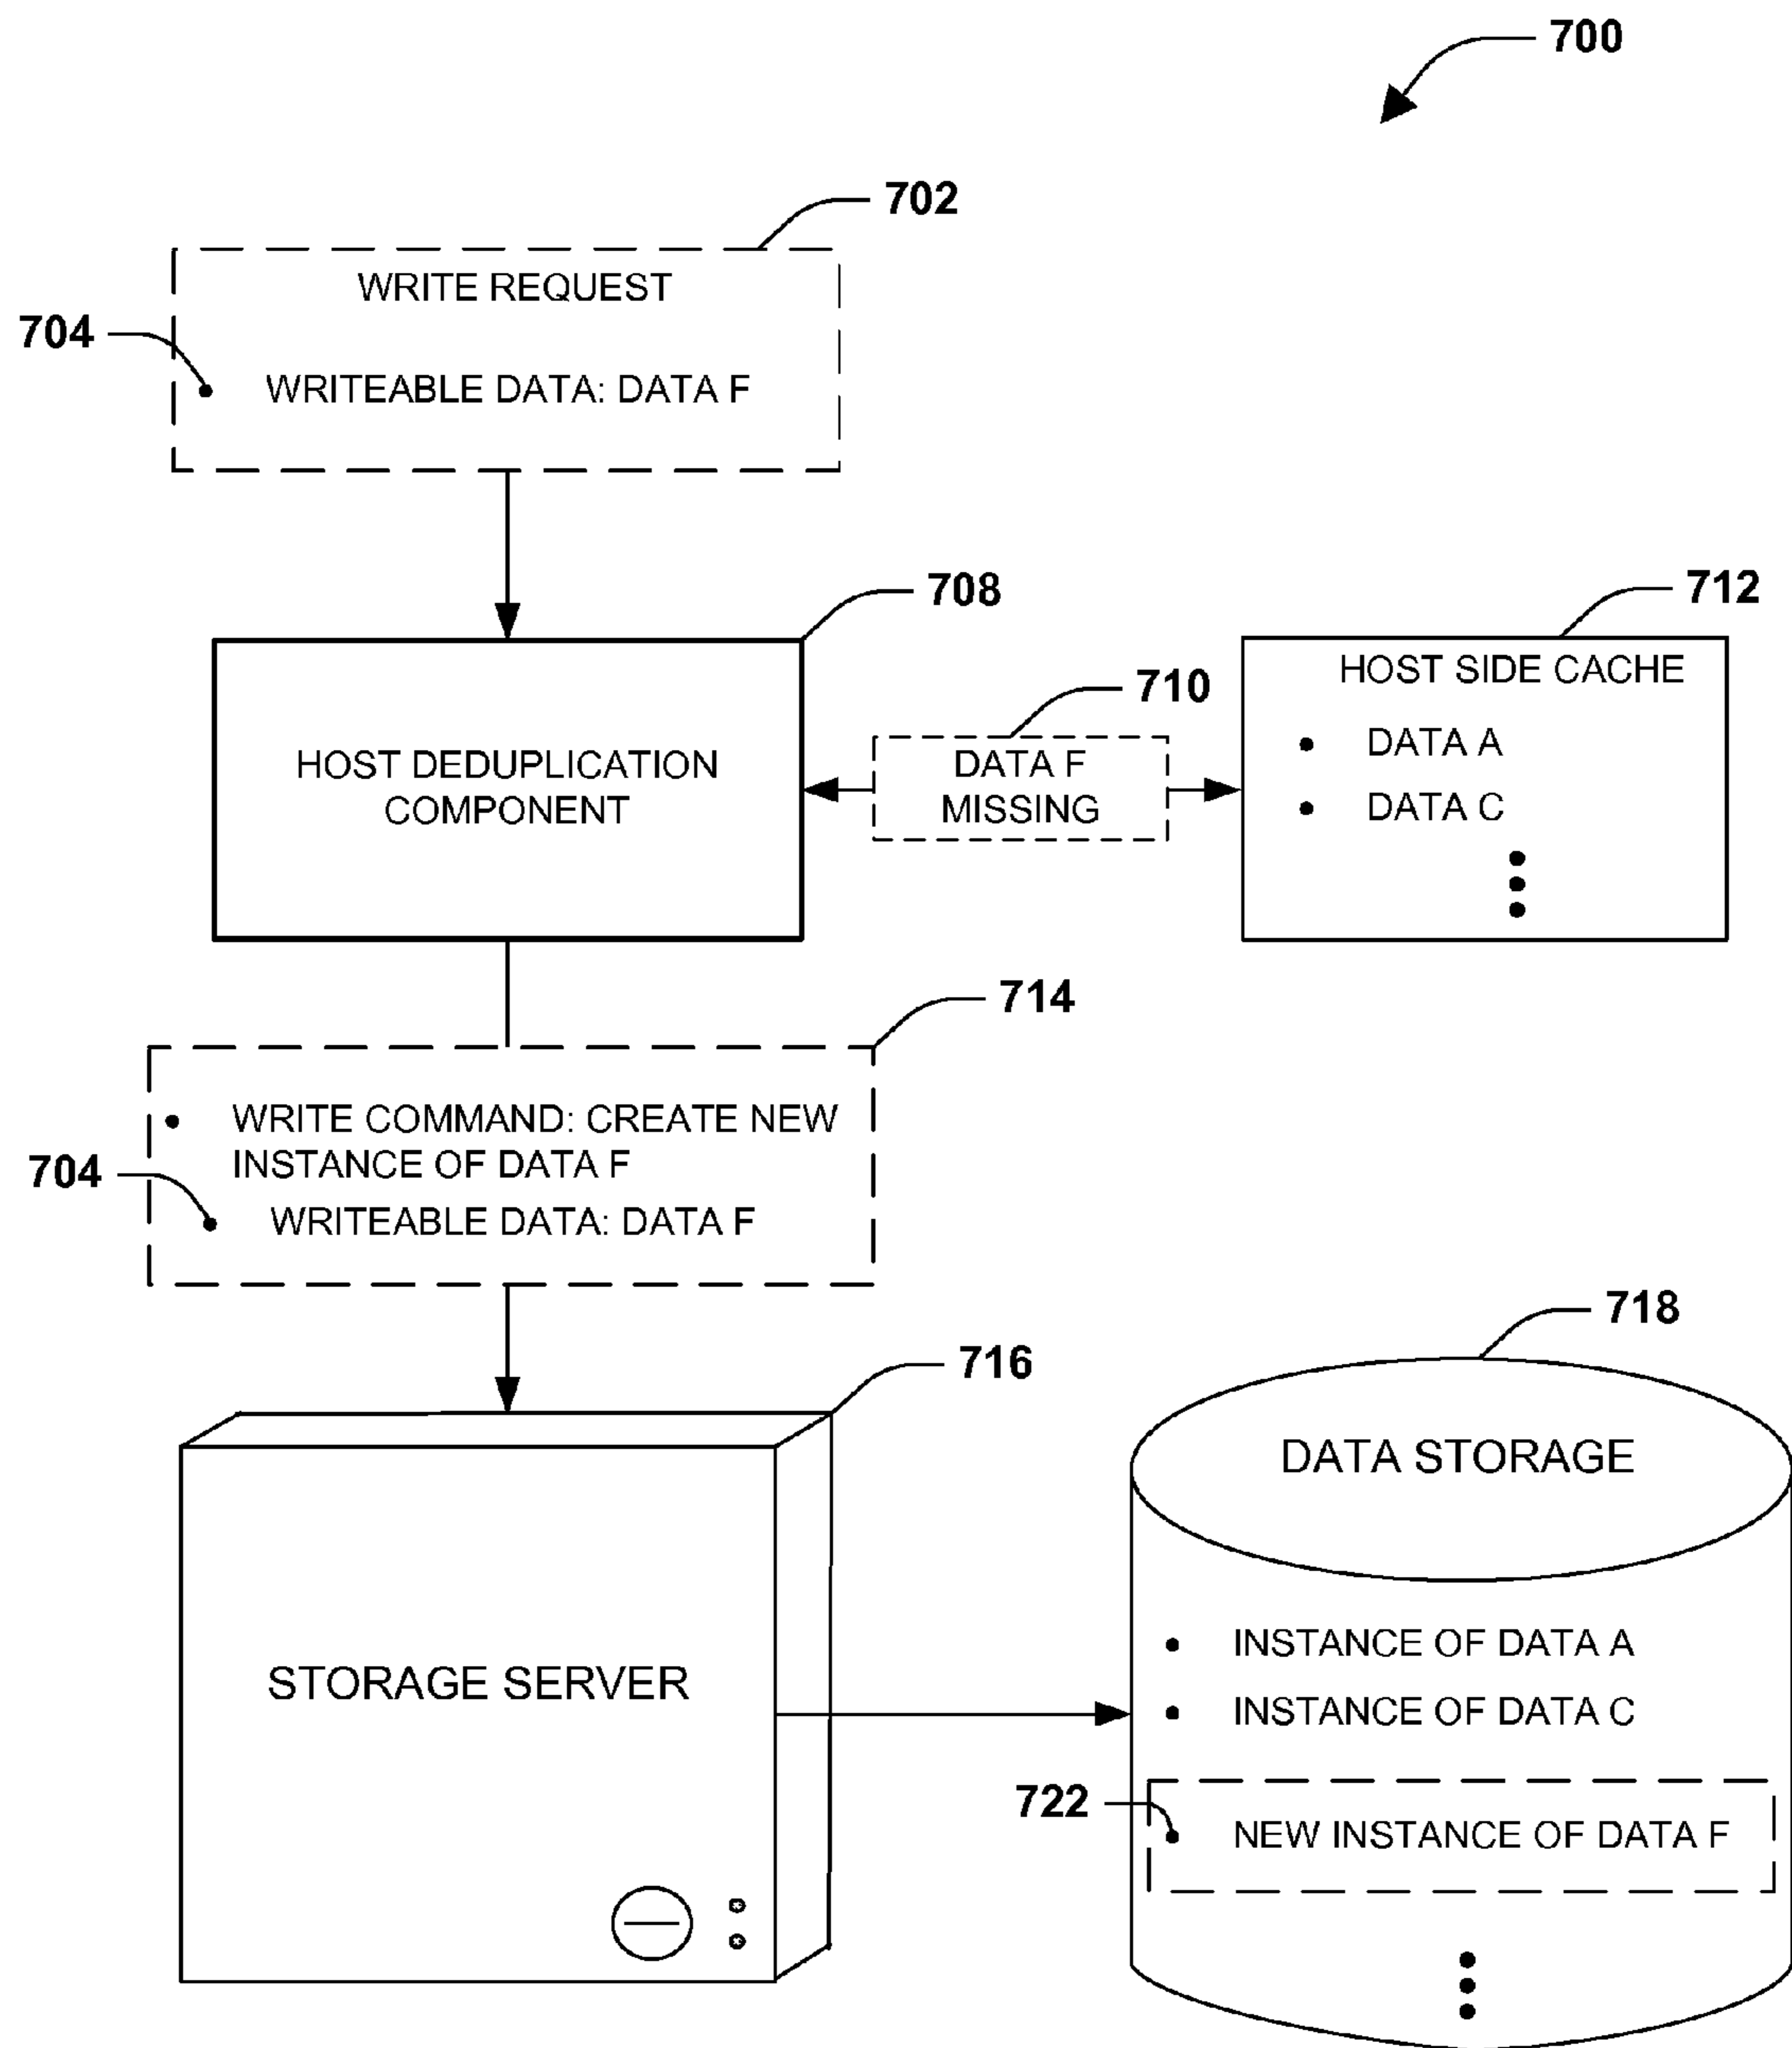 700
702
WRITE REQUEST
704
• WRITEABLE DATA: DATA F
708
712
HOST SIDE CACHE
710
• DATA A
HOST DEDUPLICATION
COMPONENT
DATA F
MISSING
• DATA C
714
• WRITE COMMAND: CREATE NEW
INSTANCE OF DATA F
704
• WRITEABLE DATA: DATA F
718
716
DATA STORAGE
• INSTANCE OF DATA A
STORAGE SERVER
• INSTANCE OF DATA C
722
• NEW INSTANCE OF DATA F